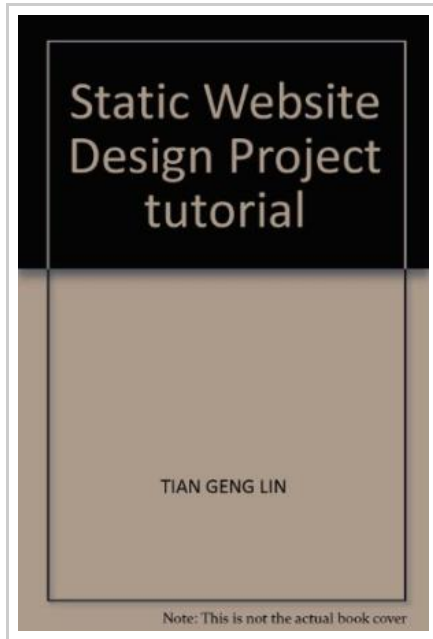 Static Website
Design Project
tutorial
TIAN GENG LIN
Note: This is not the actual book cover